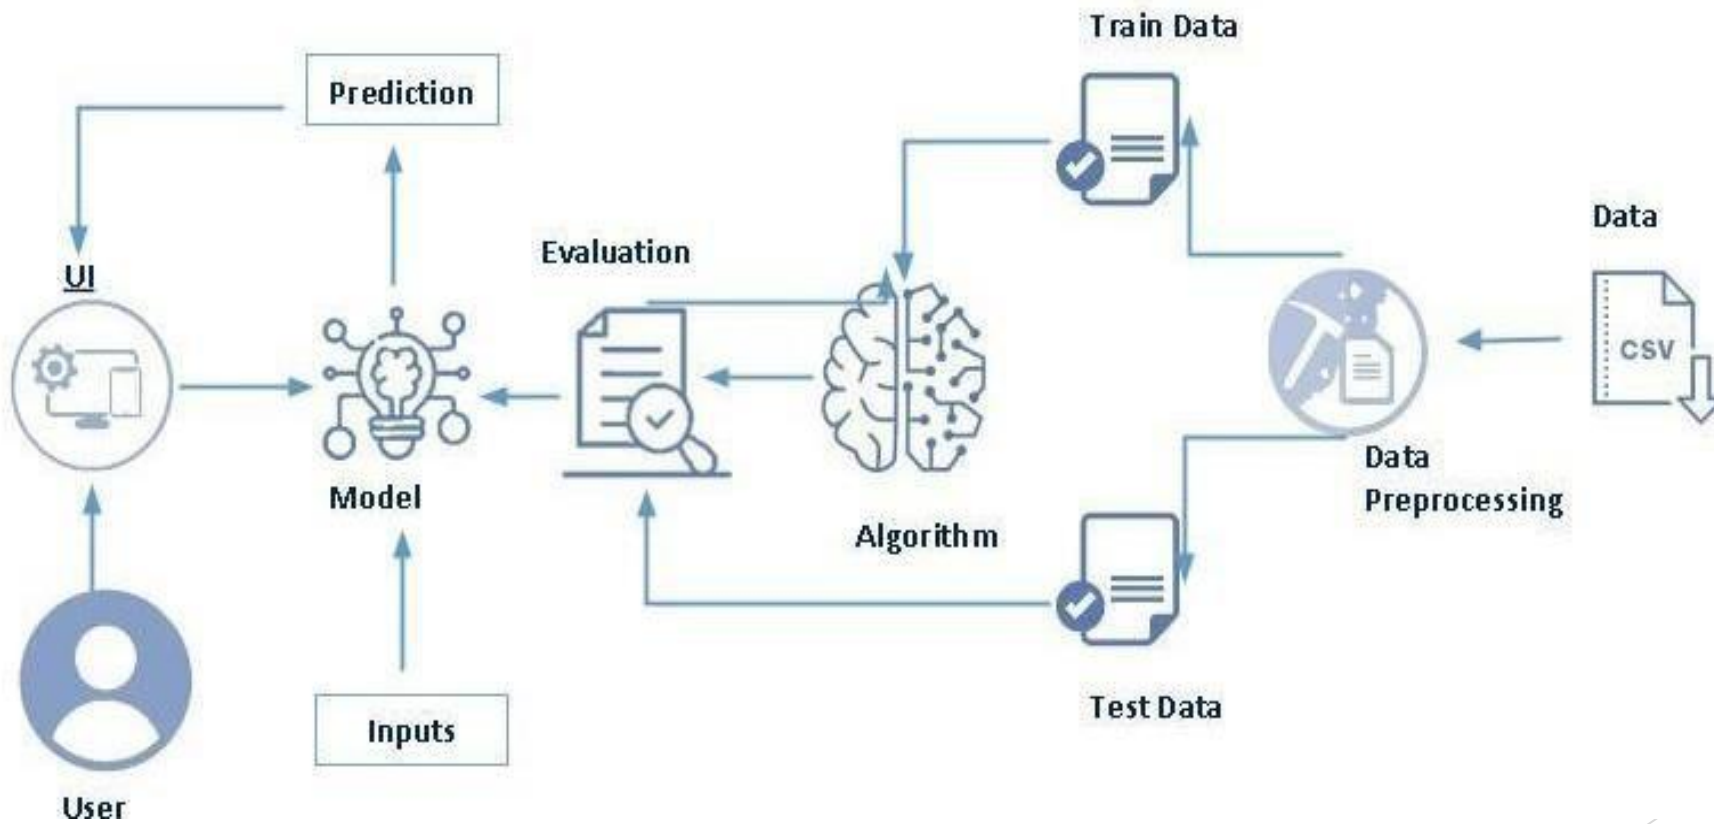 Train Data
Prediction
Data
Evaluation
UI
CSV
Data
Preprocessing
Model
Algorithm
Test Data
Inputs
User